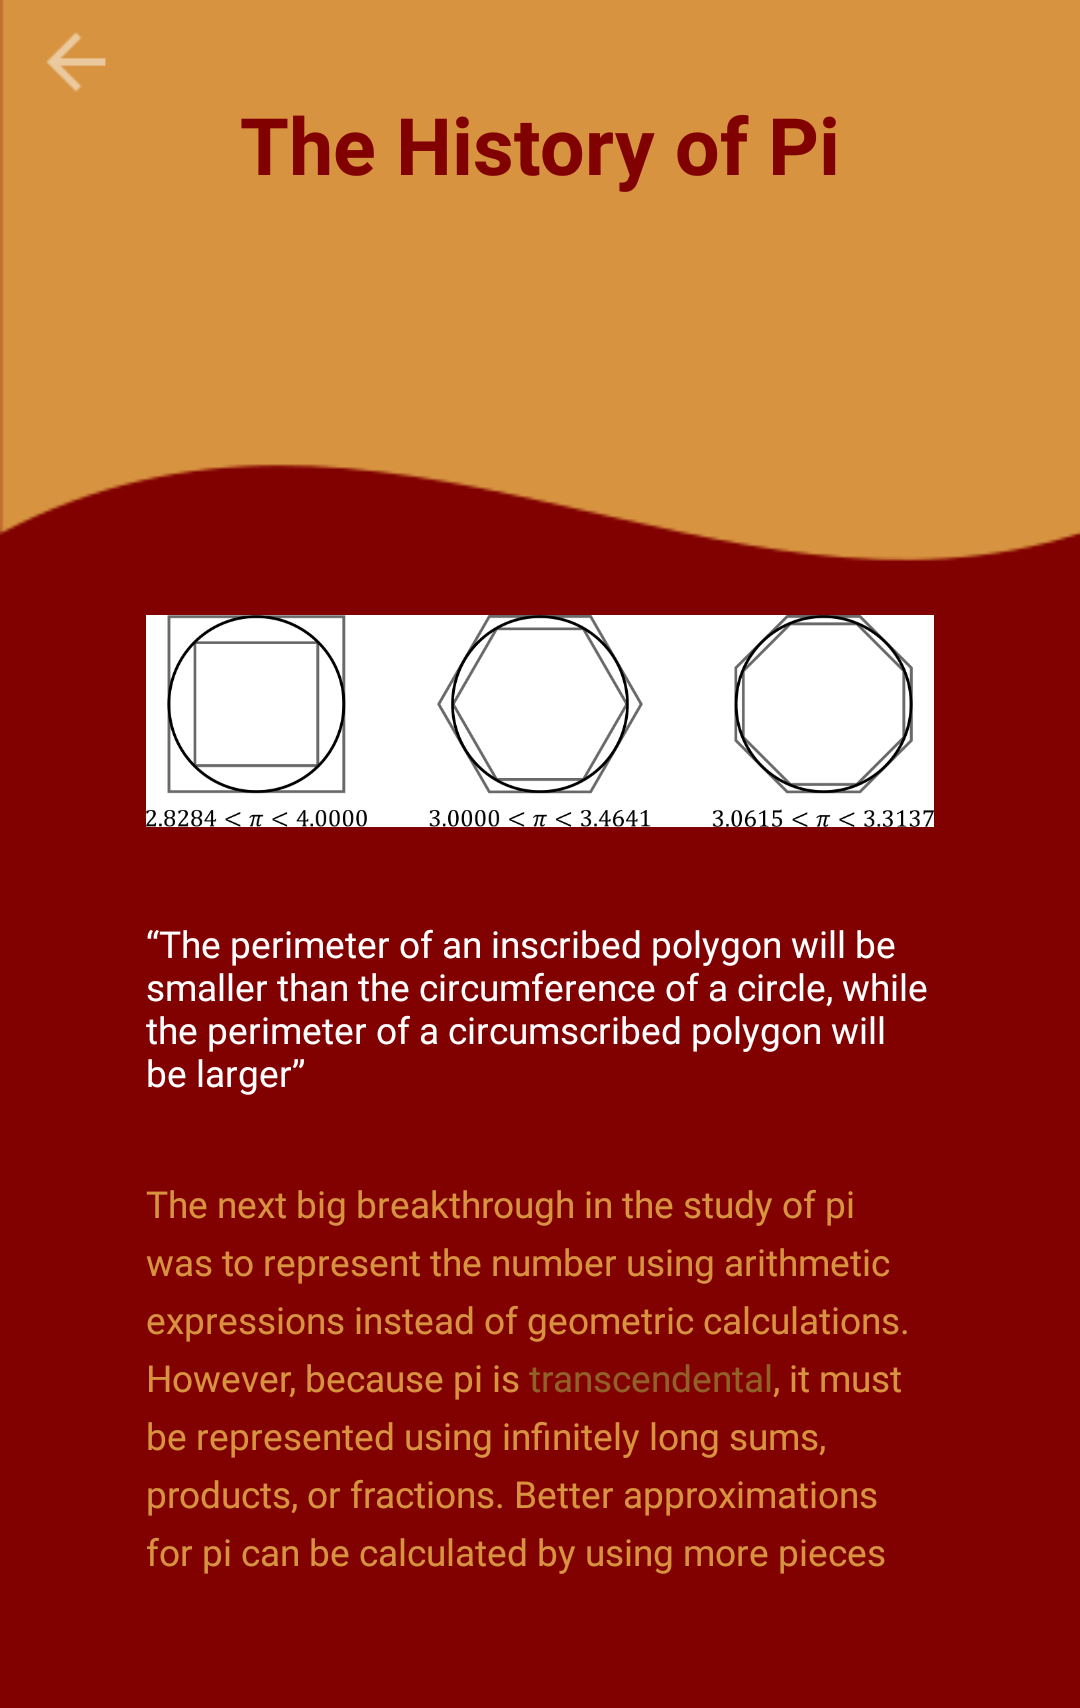 The History of Pi
2.8284 < π < 4.0000 3.0000 < π < 3.4641 3.0615 < π < 3.3137
“The perimeter of an inscribed polygon will be
smaller than the circumference of a circle, while
the perimeter of a circumscribed polygon will
be larger”
The next big breakthrough in the study of pi
was to represent the number using arithmetic
expressions instead of geometric calculations.
However, because pi is transcendental, it must
be represented using infinitely long sums,
products, or fractions. Better approximations
for pi can be calculated by using more pieces